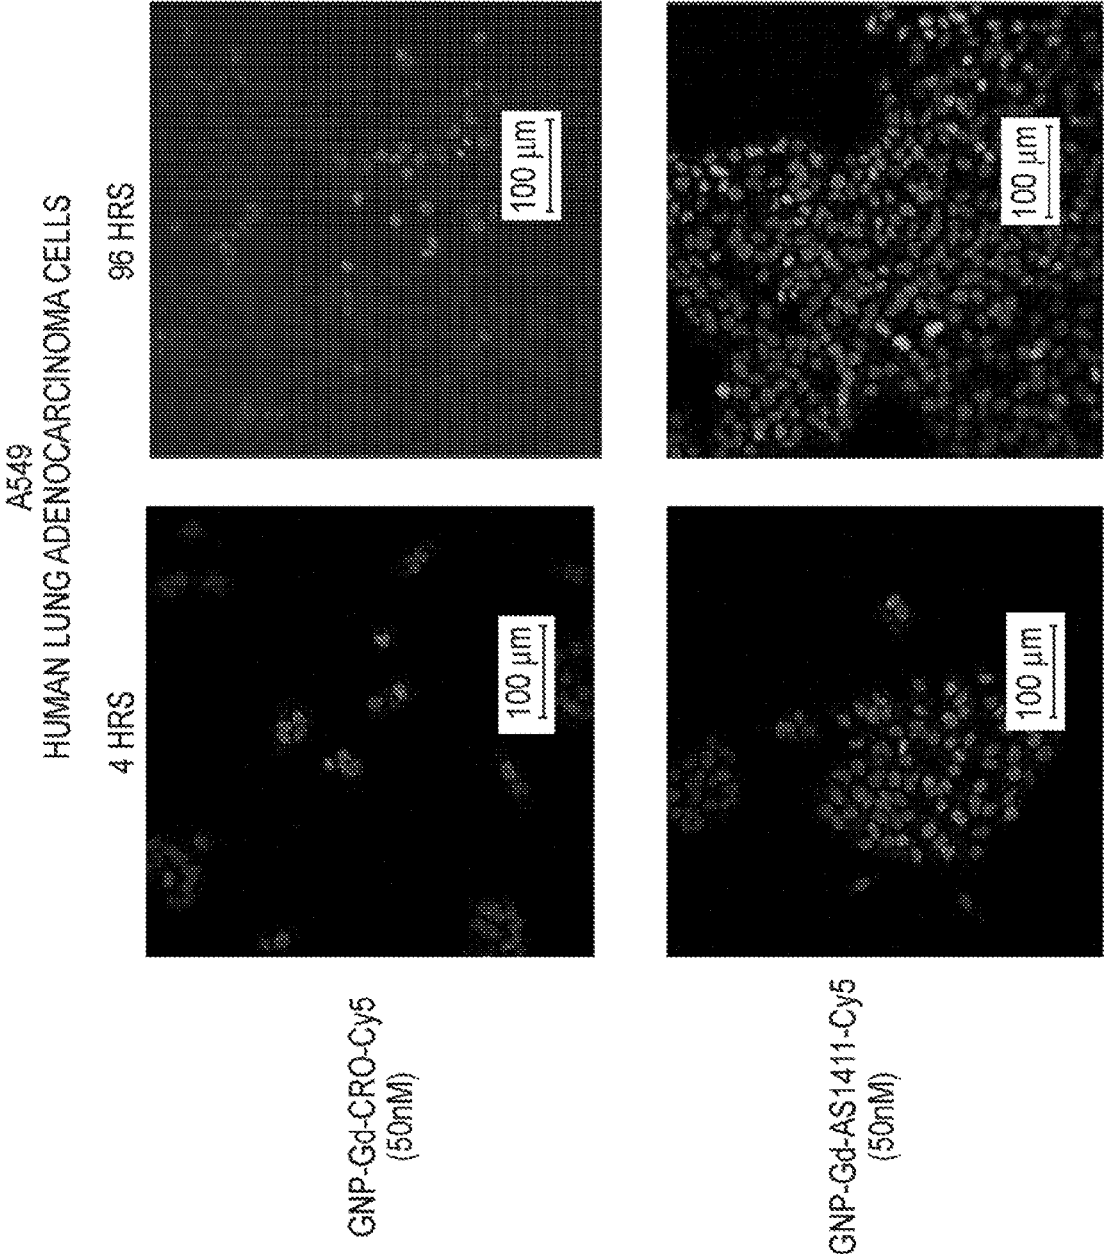 A549
HUMAN LUNG ADENOCARCINOMA CELLS
4 HRS
96 HRS
GNP-Gd-CRO-Cy5
(50nM)
100 µm
100 µm
GNP-Gd-AS1411-Cy5
(50nM)
100 µm
100 µm